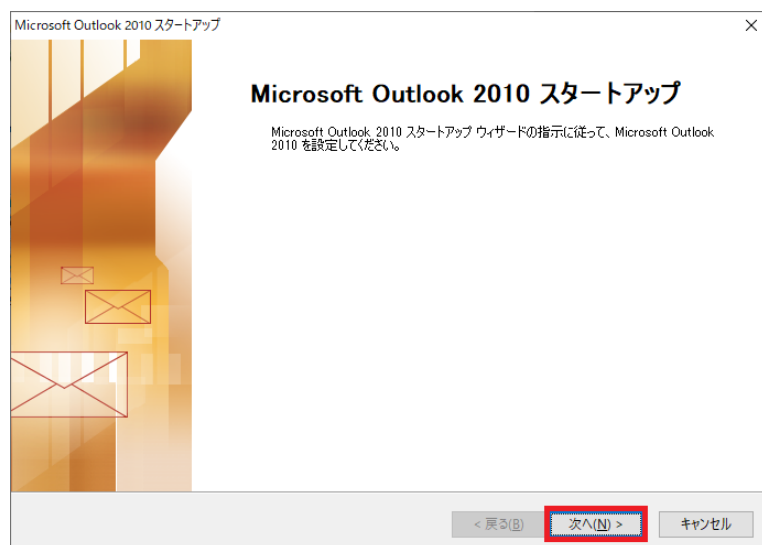 Microsoft Outlook 2010 スタートアップ
Microsoft Outlook 2010 スタートアップ
Microsoft Outlook 2010 スタートアップ ウィザードの指示に従って、Microsoft Outlook
2010 を設定してください。
< 戻る(B) 次へ(N) > キャンセル